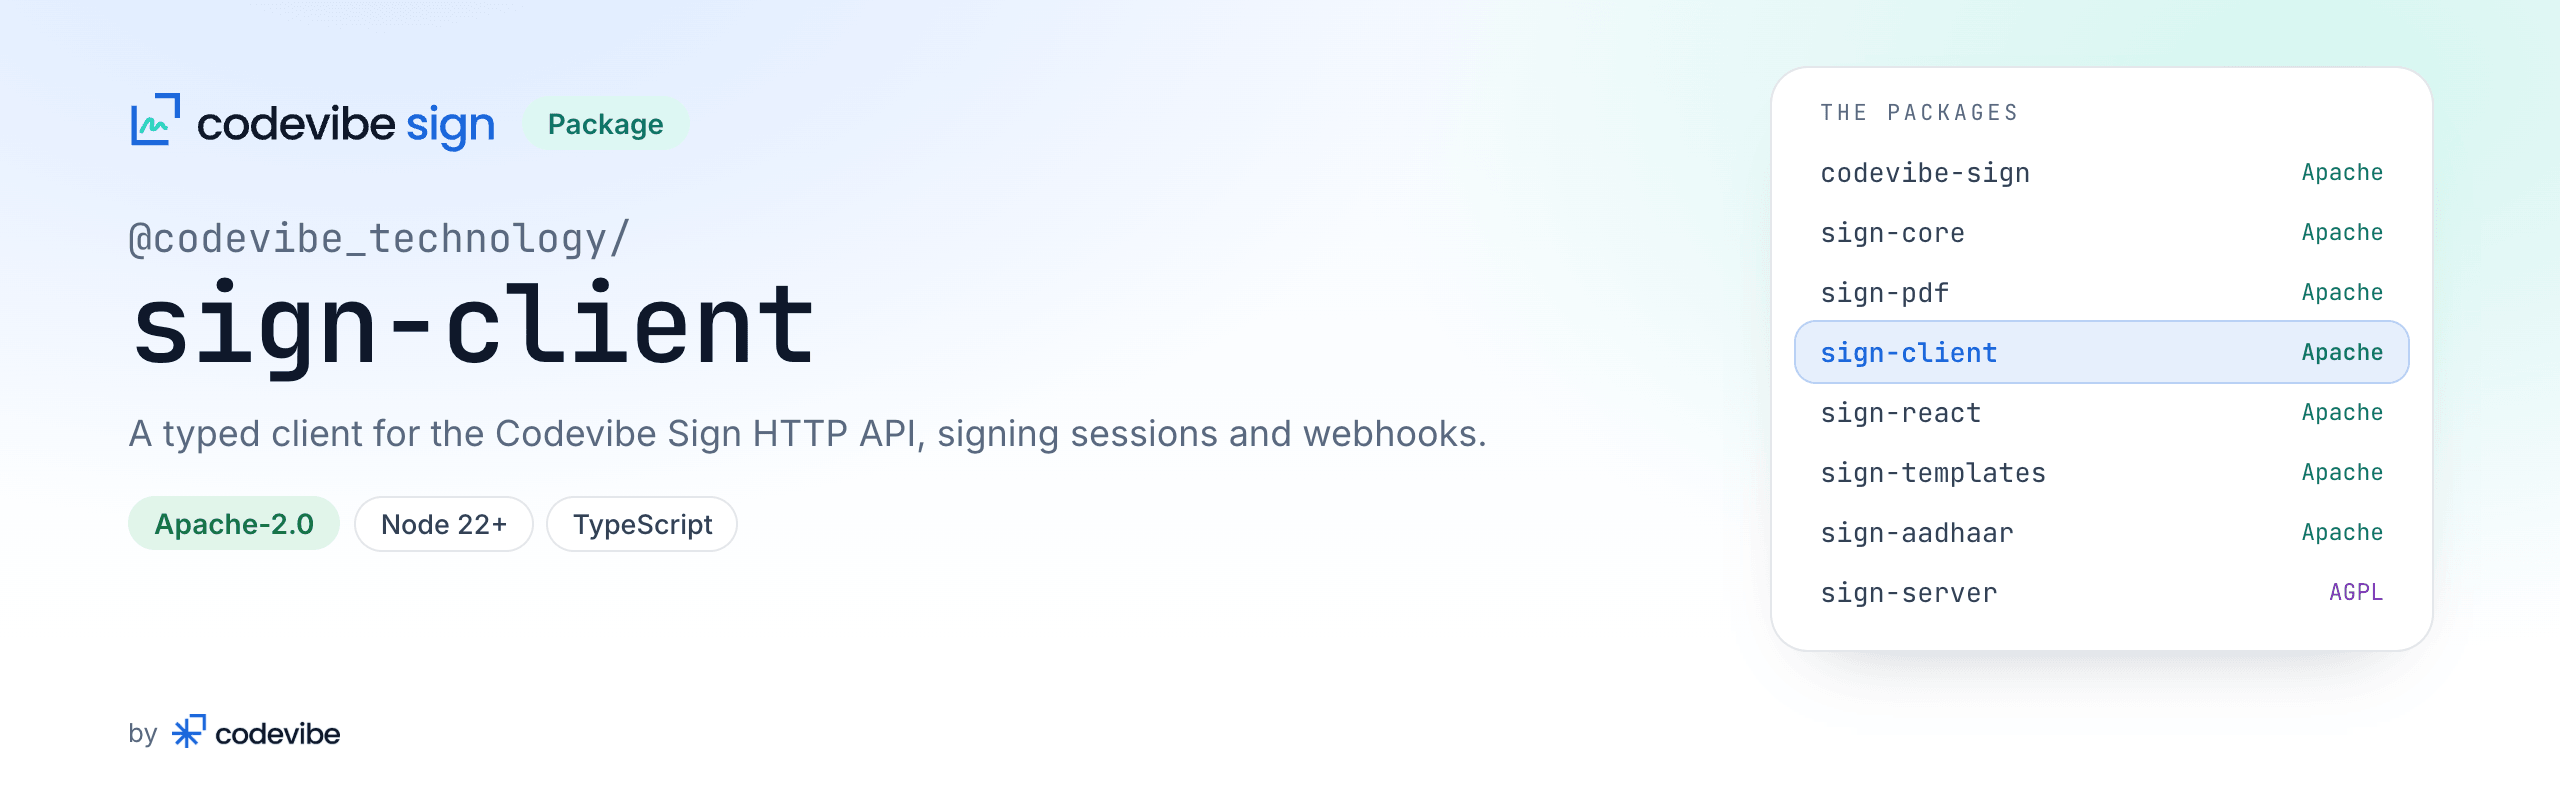 codevibe sign Package
@codevibe_technology/
sign-client
A typed client for the Codevibe Sign HTTP API, signing sessions and webhooks.
Apache-2.0 Node 22+ TypeScript
by codevibe
THE PACKAGES
codevibe-sign Apache
sign-core Apache
sign-pdf Apache
sign-client Apache
sign-react Apache
sign-templates Apache
sign-aadhaar Apache
sign-server AGPL